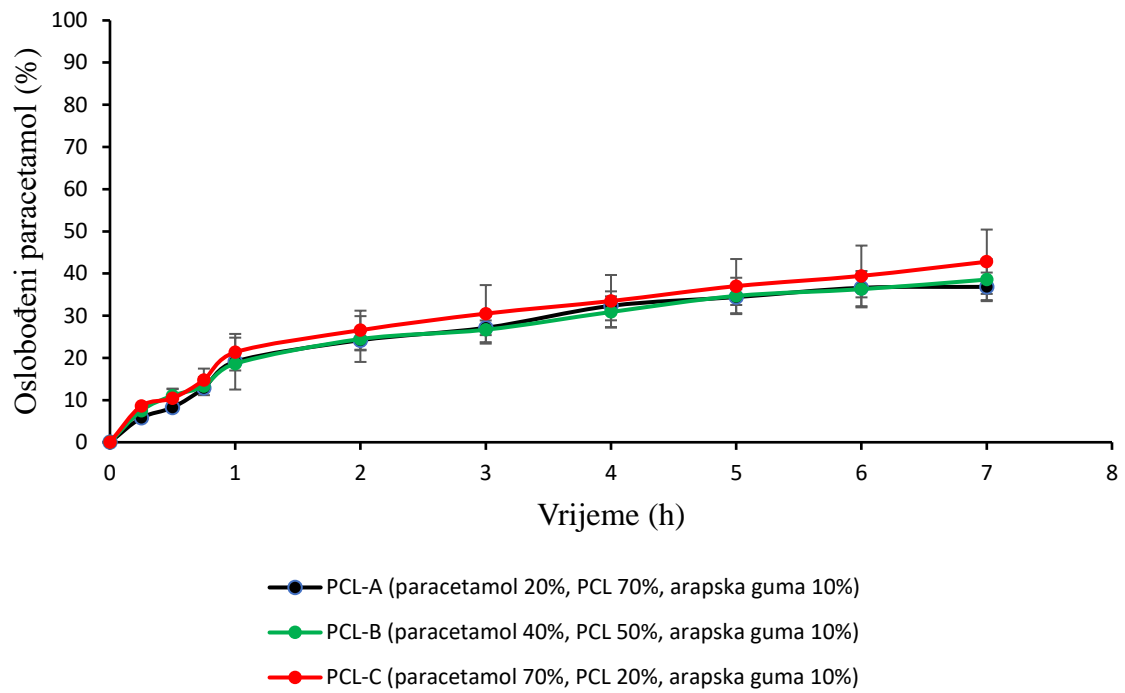 100
90
80
70
60
50
40
30
20
10
0
Oslobođeni paracetamol (%)
0 1 2 3 4 5 6 7 8
Vrijeme (h)
PCL-A (paracetamol 20%, PCL 70%, arapska guma 10%)
PCL-B (paracetamol 40%, PCL 50%, arapska guma 10%)
PCL-C (paracetamol 70%, PCL 20%, arapska guma 10%)